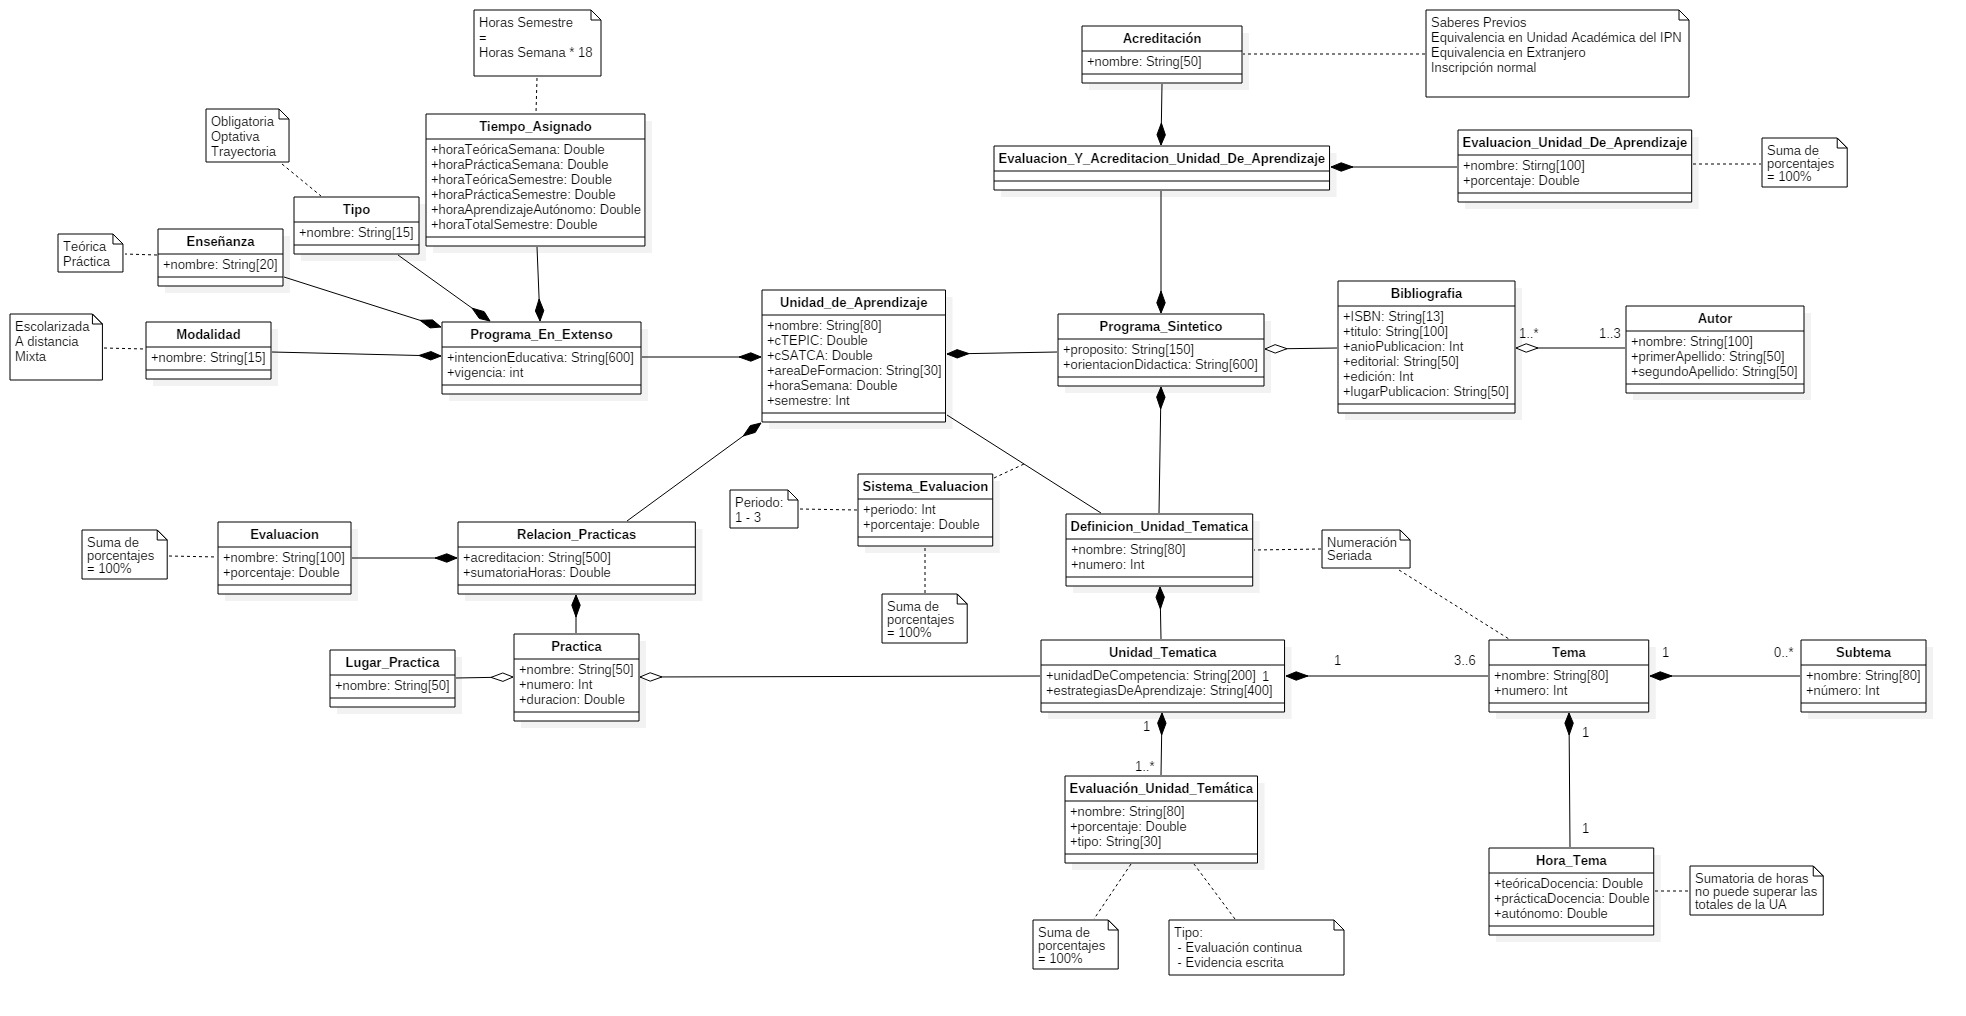 Horas Semestre
=
Horas Semana * 18
Acreditación
+nombre: String[50]
Saberes Previos
Equivalencia en Unidad Académica del IPN
Equivalencia en Extranjero
Inscripción normal
Obligatoria
Optativa
Trayectoria
Tiempo_Asignado
+horaTeóricaSemana: Double
+horaPrácticaSemana: Double
+horaTeóricaSemestre: Double
+horaPrácticaSemestre: Double
+horaAprendizajeAutónomo: Double
+horaTotalSemestre: Double
Evaluacion_Y_Acreditacion_Unidad_De_Aprendizaje
Evaluacion_Unidad_De_Aprendizaje
+nombre: Stirng[100]
+porcentaje: Double
Suma de
porcentajes
= 100%
Tipo
+nombre: String[15]
Teórica
Práctica
Enseñanza
+nombre: String[20]
Escolarizada
A distancia
Mixta
Modalidad
+nombre: String[15]
Programa_En_Extenso
+intencionEducativa: String[600]
+vigencia: int
Unidad_de_Aprendizaje
+nombre: String[80]
+cTEPIC: Double
+cSATCA: Double
+areaDeFormacion: String[30]
+horaSemana: Double
+semestre: Int
Programa_Sintetico
+proposito: String[150]
+orientacionDidactica: String[600]
Bibliografia
+ISBN: String[13]
+titulo: String[100]
+anioPublicacion: Int
+editorial: String[50]
+edición: Int
+lugarPublicacion: String[50]
1..*
1..3
Autor
+nombre: String[100]
+primerApellido: String[50]
+segundoApellido: String[50]
Periodo:
1 - 3
Sistema_Evaluacion
+periodo: Int
+porcentaje: Double
Suma de
porcentajes
= 100%
Suma de
porcentajes
= 100%
Evaluacion
+nombre: String[100]
+porcentaje: Double
Relacion_Practicas
+acreditacion: String[500]
+sumatoriaHoras: Double
Definicion_Unidad_Tematica
+nombre: String[80]
+numero: Int
Numeración
Seriada
Lugar_Practica
+nombre: String[50]
Practica
+nombre: String[50]
+numero: Int
+duracion: Double
Unidad_Tematica
+unidadDeCompetencia: String[200]
+estrategiasDeAprendizaje: String[400]
1
1
3..6
Tema
+nombre: String[80]
+numero: Int
1
0..*
Subtema
+nombre: String[80]
+número: Int
1
1..*
1
1
Evaluación_Unidad_Temática
+nombre: String[80]
+porcentaje: Double
+tipo: String[30]
Hora_Tema
+teóricaDocencia: Double
+prácticaDocencia: Double
+autónomo: Double
Sumatoria de horas
no puede superar las
totales de la UA
Suma de
porcentajes
= 100%
Tipo:
- Evaluación continua
- Evidencia escrita